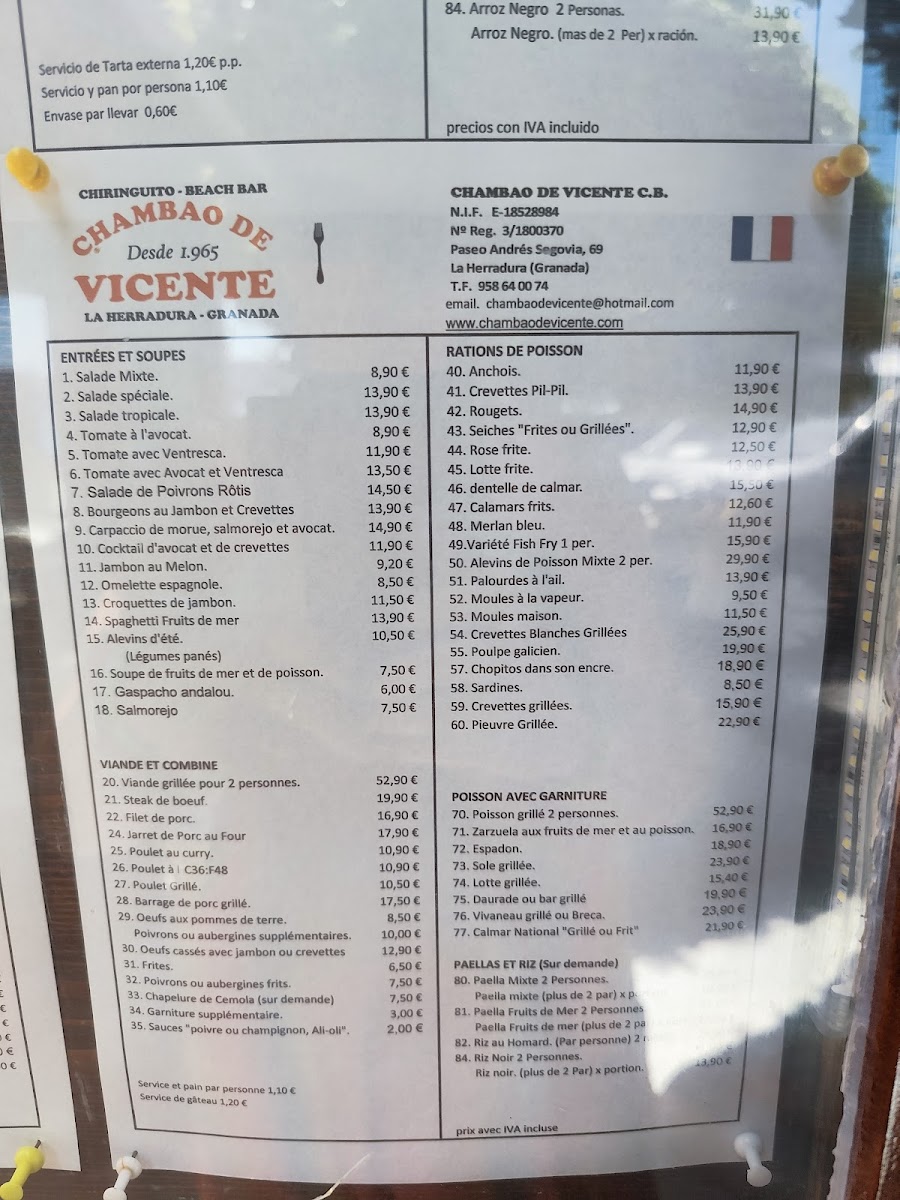 Servicio de Tarta externa 1,20€ p.p.
Servicio y pan por persona 1,10€
Envase par llevar 0,60€
84. Arroz Negro 2 Personas. 31,90 €
Arroz Negro. (mas de 2 Per) x ración. 13,90 €
precios con IVA incluido
CHIRINGUITO - BEACH BAR
CHAMBAO DE
Desde 1.965
VICENTE
LA HERRADURA - GRANADA
CHAMBAO DE VICENTE C.B.
N.I.F. E-18528984
Nº Reg. 3/1800370
Paseo Andrés Segovia, 69
La Herradura (Granada)
T.F. 958 64 00 74
email. chambaodevicente@hotmail.com
www.chambaodevicente.com
ENTRÉES ET SOUPES
1. Salade Mixte. 8,90 €
2. Salade spéciale. 13,90 €
3. Salade tropicale. 13,90 €
4. Tomate à l'avocat. 8,90 €
5. Tomate avec Ventresca. 11,90 €
6. Tomate avec Avocat et Ventresca 13,50 €
7. Salade de Poivrons Rôtis 14,50 €
8. Bourgeons au Jambon et Crevettes 13,90 €
9. Carpaccio de morue, salmorejo et avocat. 14,90 €
10. Cocktail d'avocat et de crevettes 11,90 €
11. Jambon au Melon. 9,20 €
12. Omelette espagnole. 8,50 €
13. Croquettes de jambon. 11,50 €
14. Spaghetti Fruits de mer 13,90 €
15. Alevins d'été. 10,50 €
(Légumes panés)
16. Soupe de fruits de mer et de poisson. 7,50 €
17. Gaspacho andalou. 6,00 €
18. Salmorejo 7,50 €
VIANDE ET COMBINE
20. Viande grillée pour 2 personnes. 52,90 €
21. Steak de boeuf. 19,90 €
22. Filet de porc. 16,90 €
24. Jarret de Porc au Four 17,90 €
25. Poulet au curry. 10,90 €
26. Poulet à l C36:F48 10,90 €
27. Poulet Grillé. 10,50 €
28. Barrage de porc grillé. 17,50 €
29. Oeufs aux pommes de terre. 8,50 €
Poivrons ou aubergines supplémentaires. 10,00 €
30. Oeufs cassés avec jambon ou crevettes 12,90 €
31. Frites. 6,50 €
32. Poivrons ou aubergines frits. 7,50 €
33. Chapelure de Cemola (sur demande) 7,50 €
34. Garniture supplémentaire. 3,00 €
35. Sauces "poivre ou champignon, Ali-oli". 2,00 €
Service et pain par personne 1,10 €
Service de gâteau 1,20 €
RATIONS DE POISSON
40. Anchois. 11,90 €
41. Crevettes Pil-Pil. 13,90 €
42. Rougets. 14,90 €
43. Seiches "Frites ou Grillées". 12,90 €
44. Rose frite. 12,50 €
45. Lotte frite. 13,90 €
46. dentelle de calmar. 15,50 €
47. Calamars frits. 12,60 €
48. Merlan bleu. 11,90 €
49.Variété Fish Fry 1 per. 15,90 €
50. Alevins de Poisson Mixte 2 per. 29,90 €
51. Palourdes à l'ail. 13,90 €
52. Moules à la vapeur. 9,50 €
53. Moules maison. 11,50 €
54. Crevettes Blanches Grillées 25,90 €
55. Poulpe galicien. 19,90 €
57. Chopitos dans son encre. 18,90 €
58. Sardines. 8,50 €
59. Crevettes grillées. 15,90 €
60. Pieuvre Grillée. 22,90 €
POISSON AVEC GARNITURE
70. Poisson grillé 2 personnes. 52,90 €
71. Zarzuela aux fruits de mer et au poisson. 16,90 €
72. Espadon. 18,90 €
73. Sole grillée. 23,90 €
74. Lotte grillée. 15,40 €
75. Daurade ou bar grillé 19,90 €
76. Vivaneau grillé ou Breca. 23,90 €
77. Calmar National "Grillé ou Frit" 21,90 €
PAELLAS ET RIZ (Sur demande)
80. Paella Mixte 2 Personnes.
Paella mixte (plus de 2 par) x
81. Paella Fruits de Mer 2 Personnes
Paella Fruits de mer (plus de 2
82. Riz au Homard. (Par personne) 2
84. Riz Noir 2 Personnes.
Riz noir. (plus de 2 Par) x portion. 13,90 €
prix avec IVA incluse